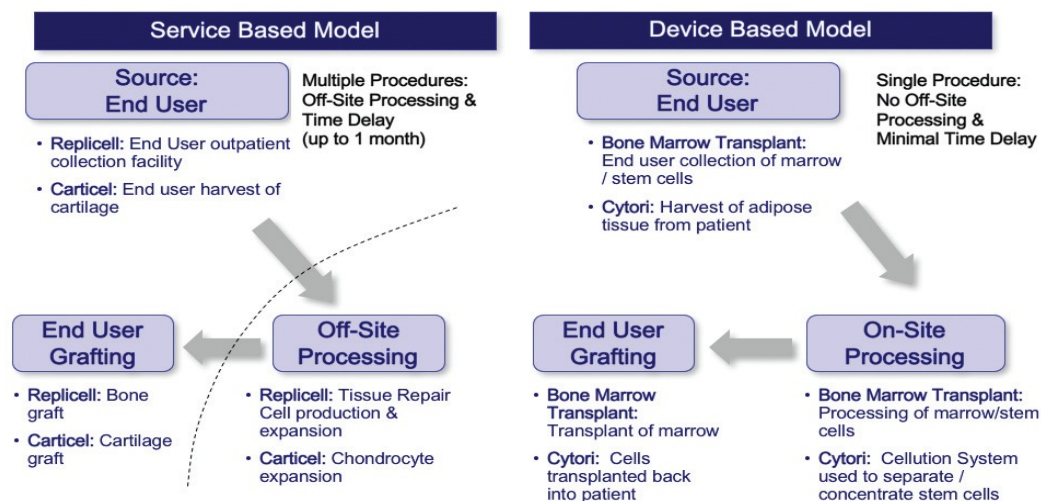 Service Based Model
Source:
End User
Multiple Procedures:
Off-Site Processing &
Time Delay
(up to 1 month)
• Replicell: End User outpatient
collection facility
• Carticel: End user harvest of
cartilage
End User
Grafting
Off-Site
Processing
• Replicell: Bone
graft
• Carticel: Cartilage
graft
• Replicell: Tissue Repair
Cell production &
expansion
• Carticel: Chondrocyte
expansion
Device Based Model
Source:
End User
Single Procedure:
No Off-Site
Processing &
Minimal Time Delay
• Bone Marrow Transplant:
End user collection of marrow
/ stem cells
• Cytori: Harvest of adipose
tissue from patient
End User
Grafting
On-Site
Processing
• Bone Marrow
Transplant:
Transplant of marrow
• Cytori: Cells
transplanted back
into patient
• Bone Marrow Transplant:
Processing of marrow/stem
cells
• Cytori: Cellution System
used to separate /
concentrate stem cells